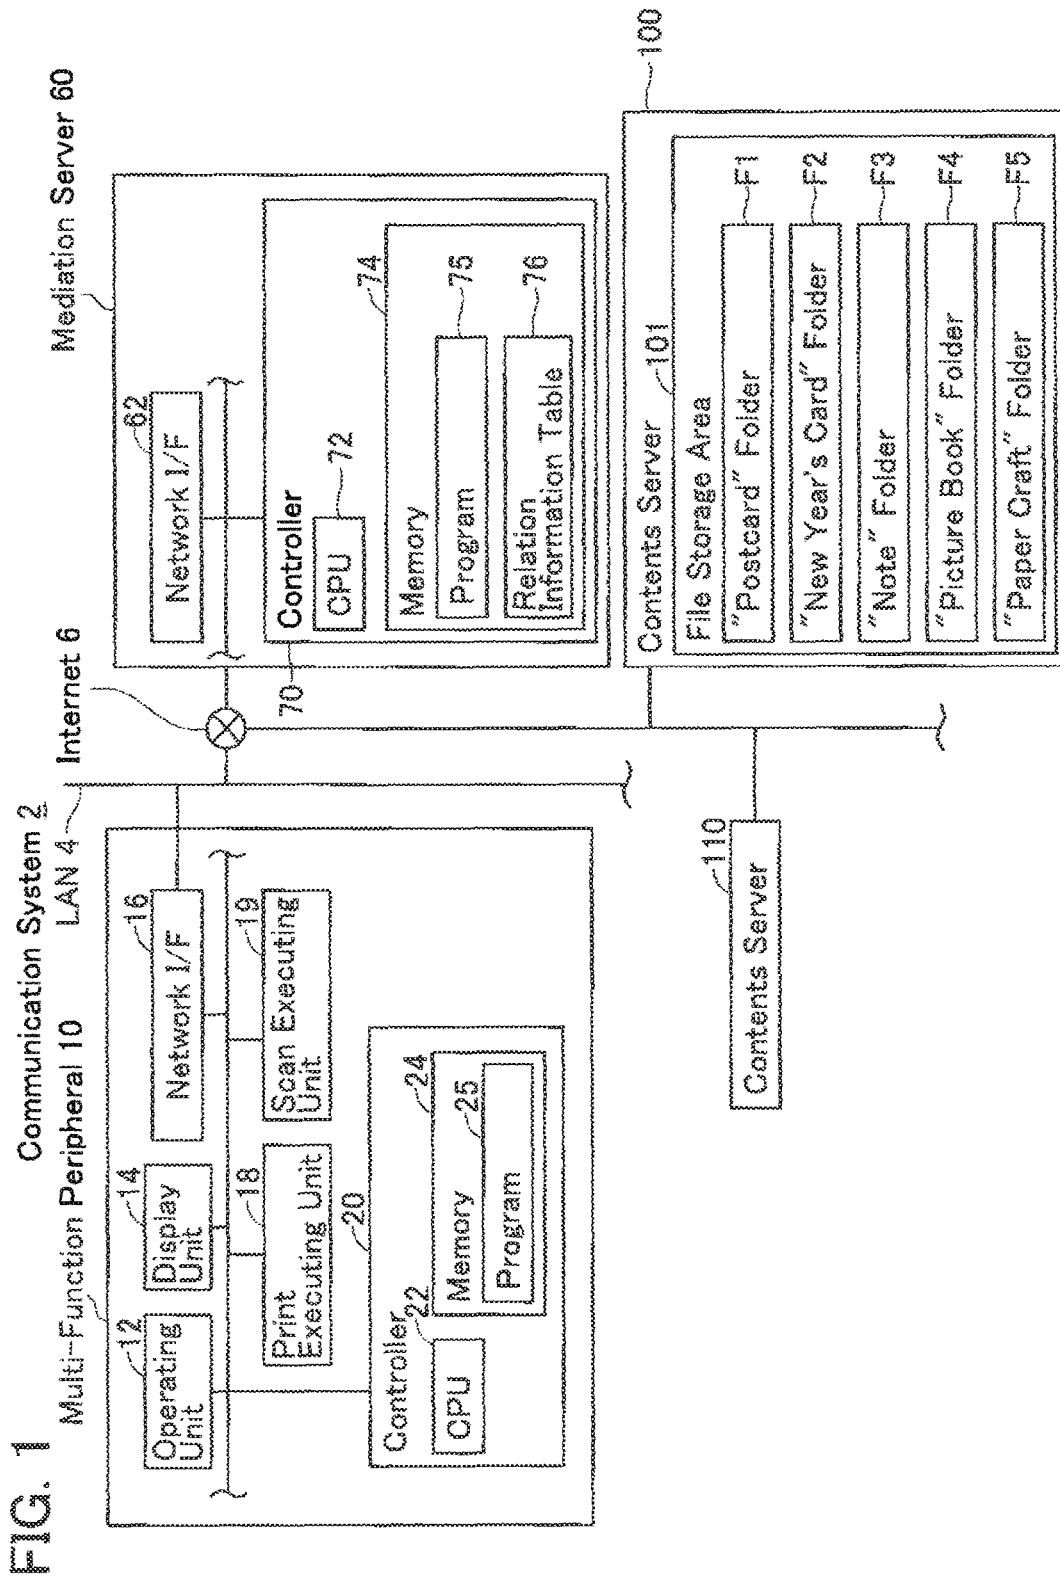 FIG. 1
Communication System 2
Multi-Function Peripheral 10
LAN 4
Internet 6
Mediation Server 60
12
Operating
Unit
14
Display
Unit
16
Network I/F
18
Print
Executing Unit
19
Scan Executing
Unit
20
Controller
22
CPU
24
Memory
25
Program
62
Network I/F
70
Controller
72
CPU
74
Memory
75
Program
76
Relation
Information Table
110
Contents Server
100
Contents Server
101
File Storage Area
"Postcard" Folder
F1
"New Year's Card" Folder
F2
"Note" Folder
F3
"Picture Book" Folder
F4
"Paper Craft" Folder
F5